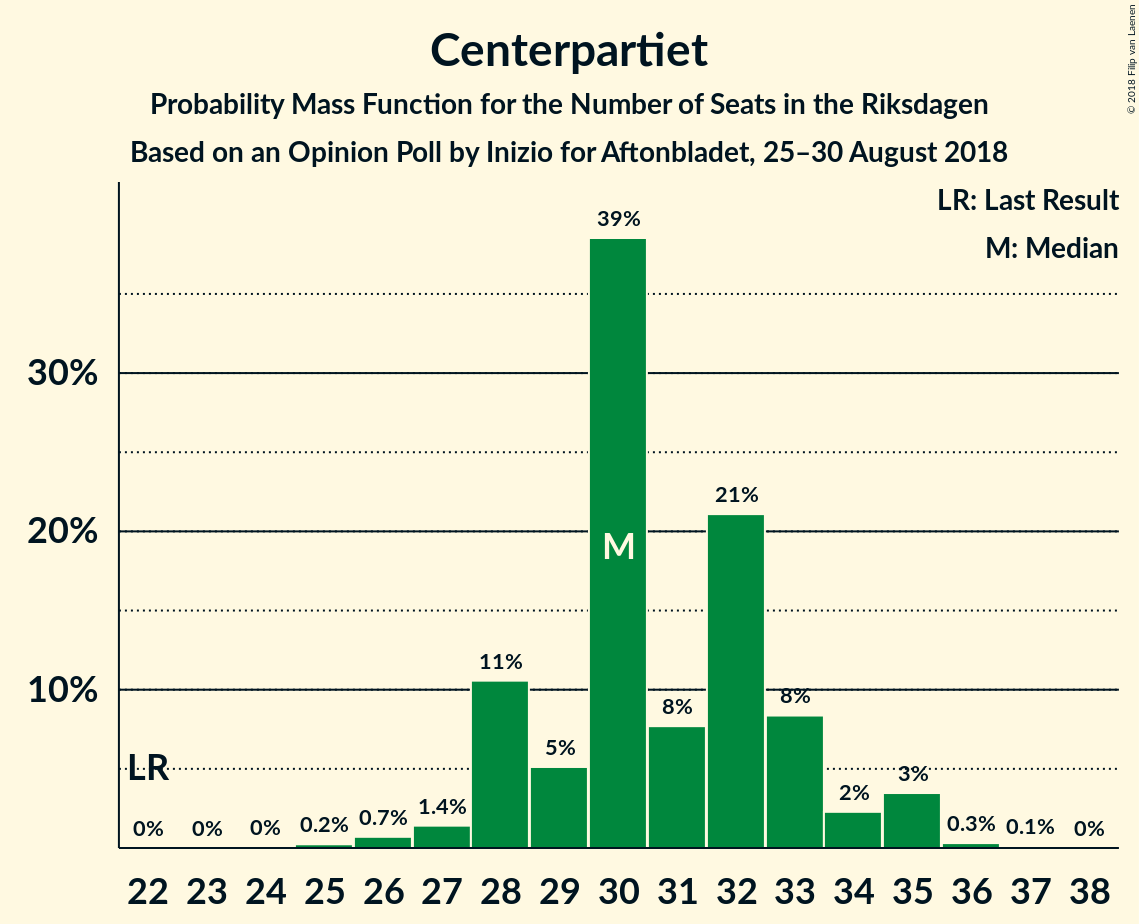 Centerpartiet
Probability Mass Function for the Number of Seats in the Riksdagen
Based on an Opinion Poll by Inizio for Aftonbladet, 25–30 August 2018
© 2018 Filip van Laenen
LR: Last Result
M: Median
39%
30%
21%
20%
M
11%
10%
8%
8%
5%
LR
3%
2%
1.4%
0.7%
0.2%
0.3%
0.1%
0%
0%
0%
0%
22 23 24 25 26 27 28 29 30 31 32 33 34 35 36 37 38